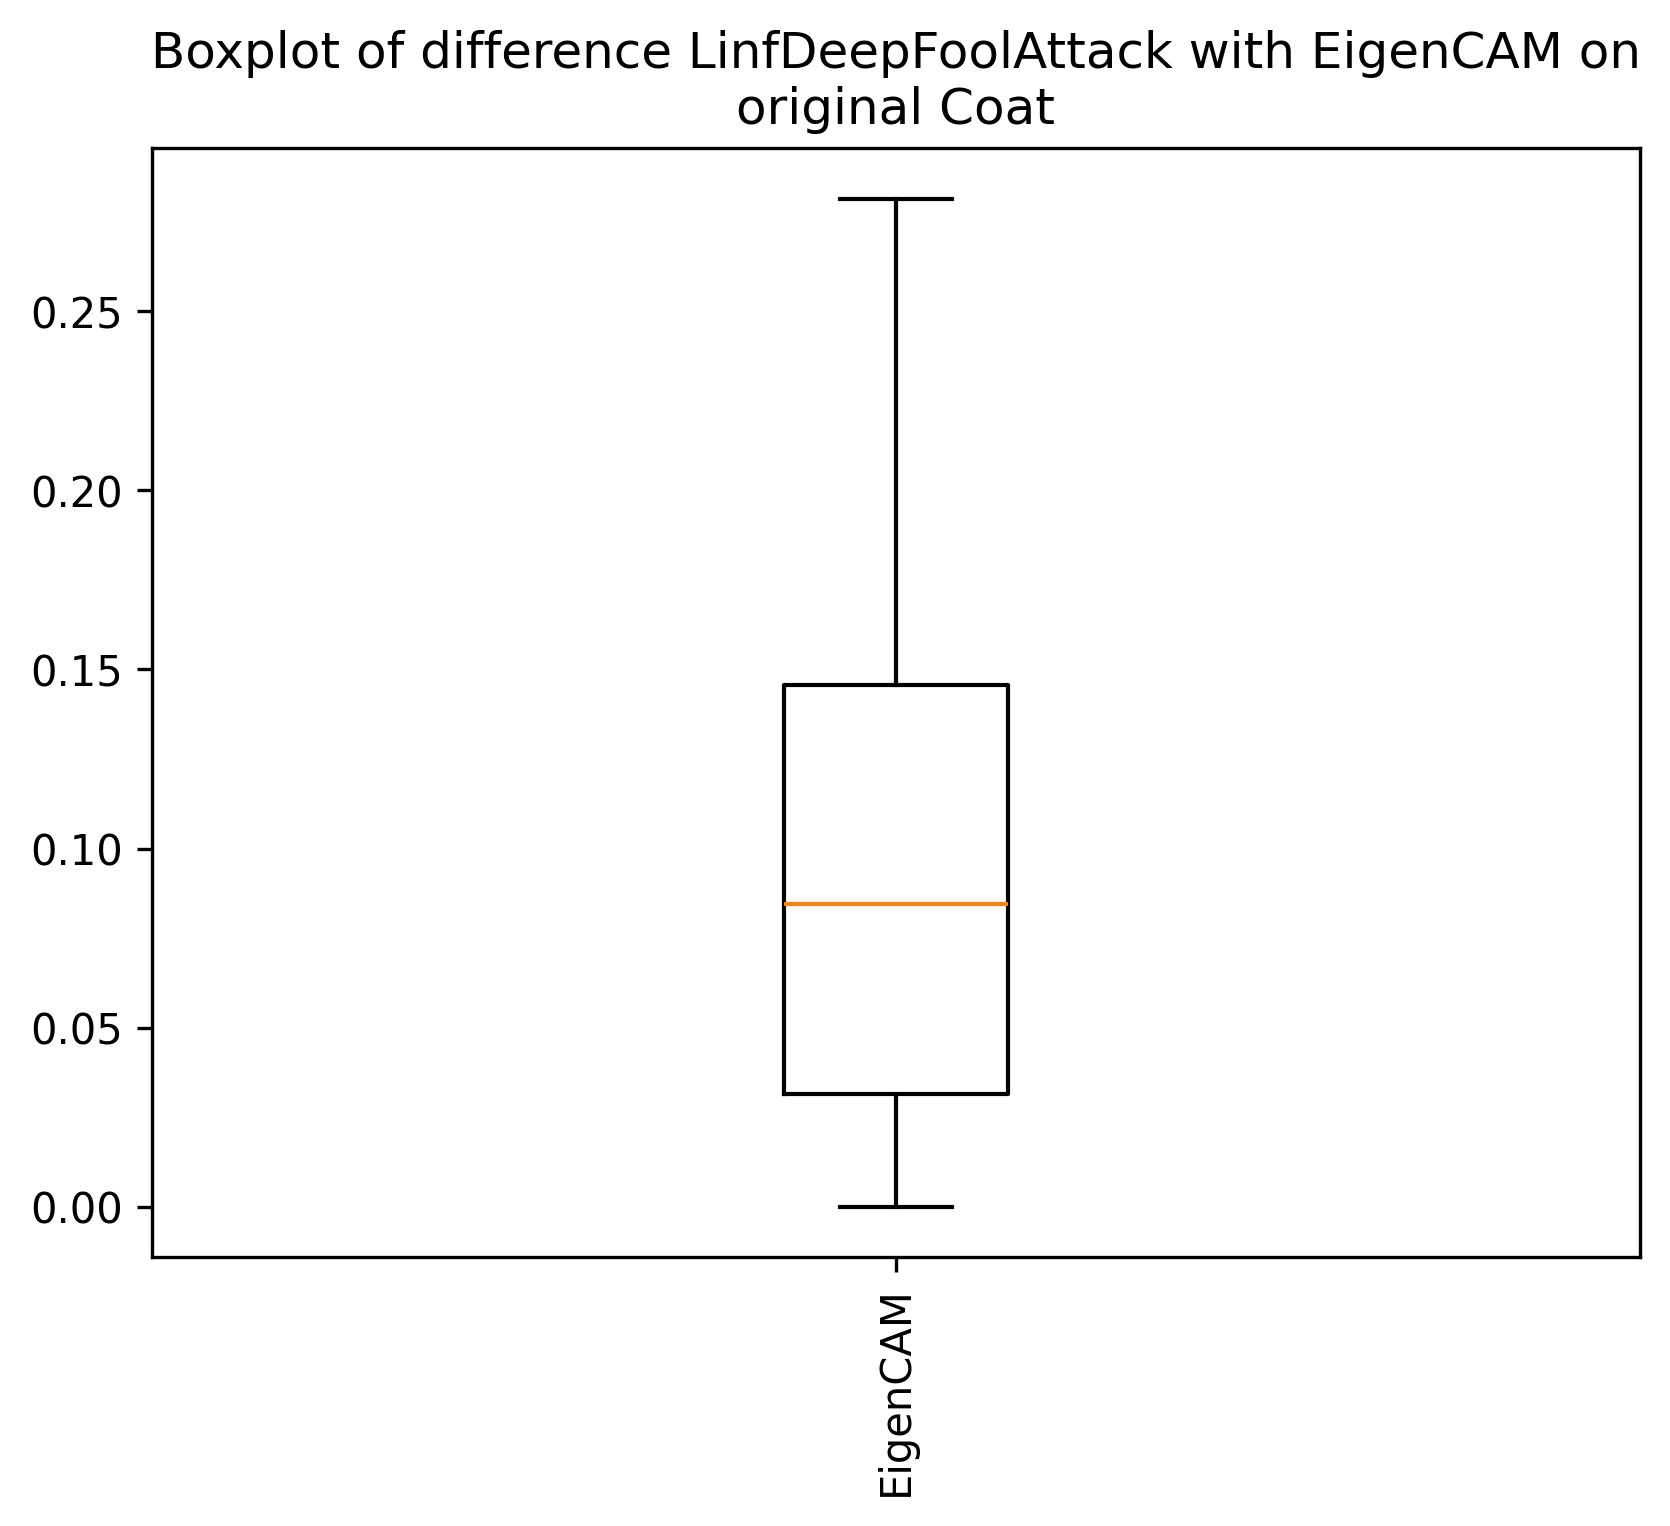 Boxplot of difference LinfDeepFoolAttack with EigenCAM on
original Coat
0.25
0.20
0.15
0.10
0.05
0.00
EigenCAM